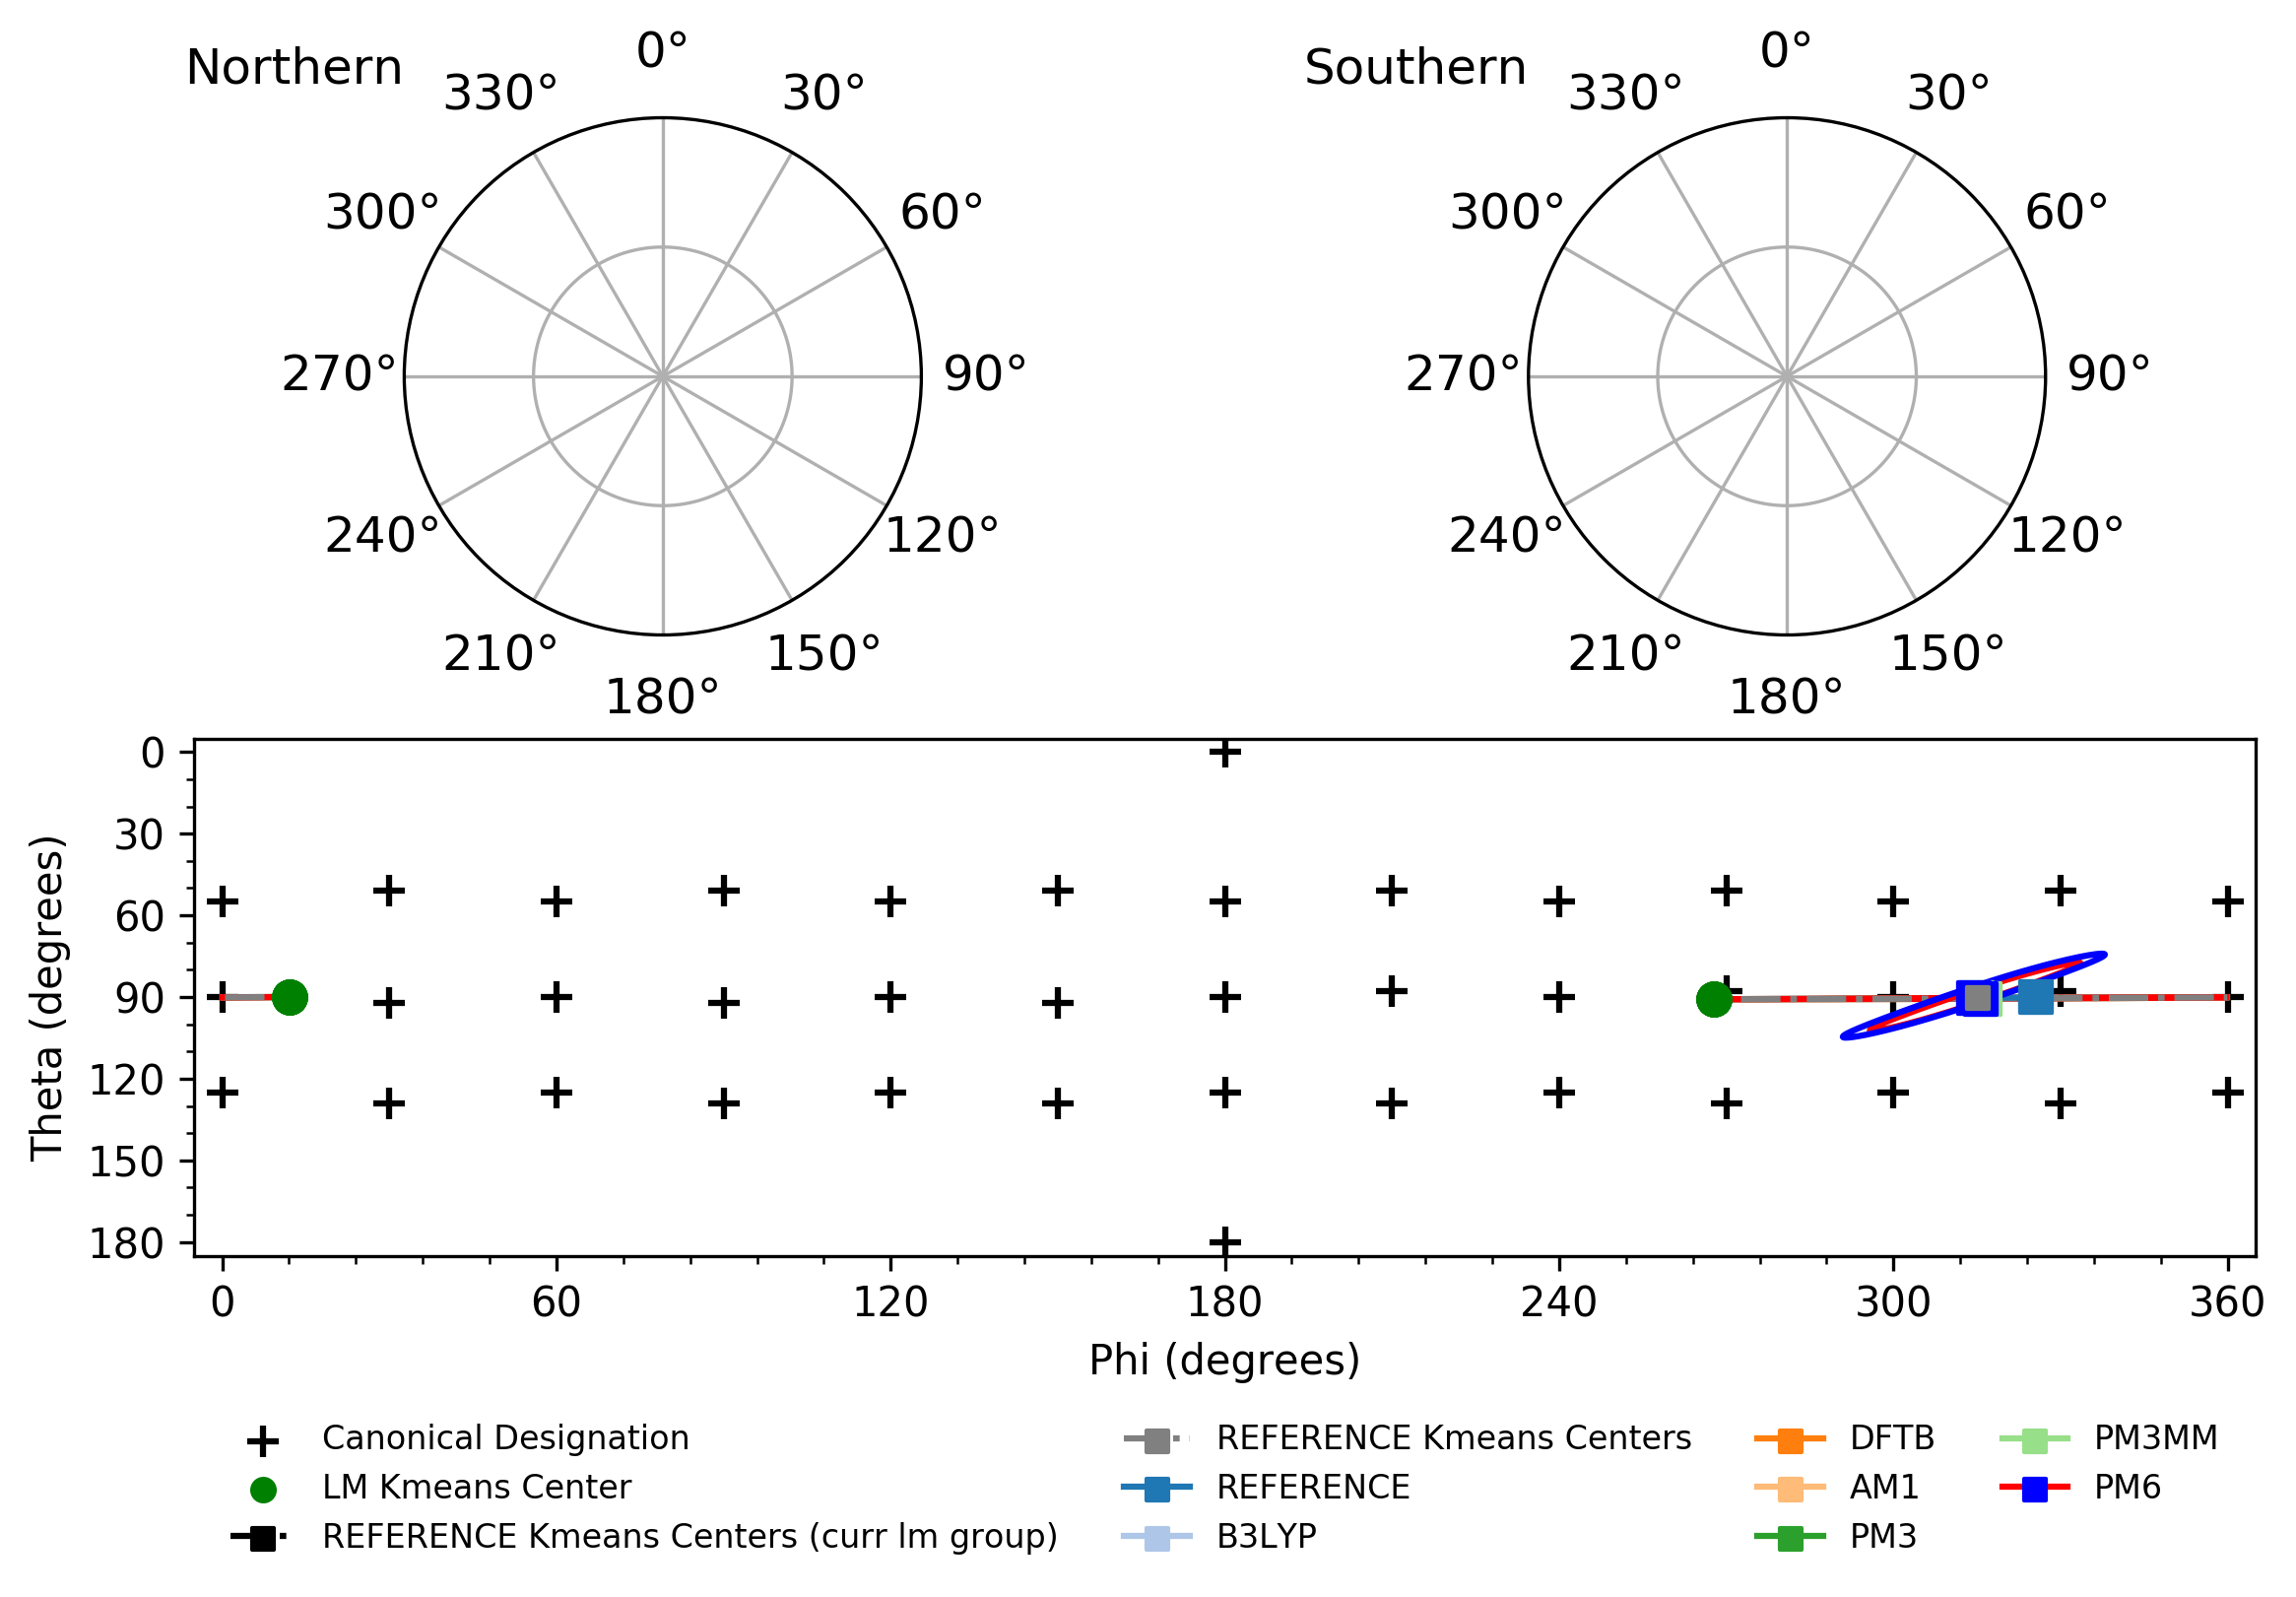 Northern
0°
330°
30°
300°
60°
270°
90°
240°
120°
210°
150°
180°
Southern
0°
330°
30°
300°
60°
270°
90°
240°
120°
210°
150°
180°
Theta (degrees)
0
30
60
90
120
150
180
0
60
120
180
240
300
360
Phi (degrees)
Canonical Designation
LM Kmeans Center
REFERENCE Kmeans Centers (curr lm group)
REFERENCE Kmeans Centers
REFERENCE
B3LYP
DFTB
AM1
PM3
PM3MM
PM6